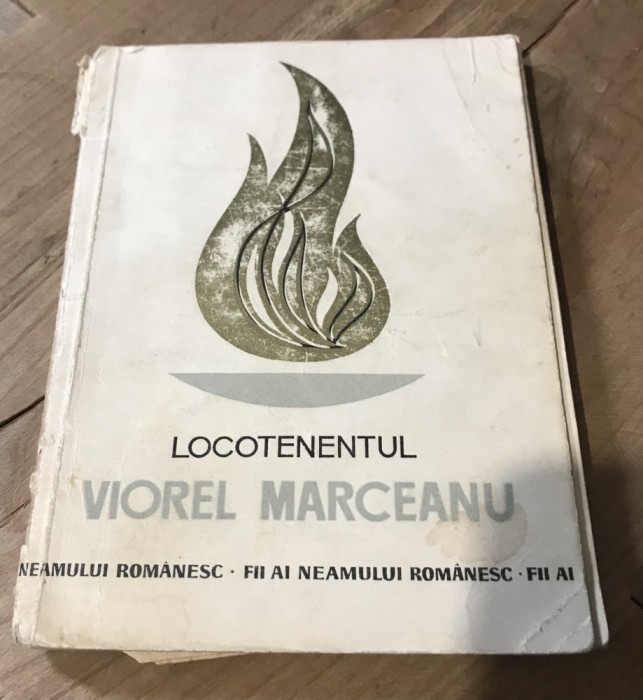 LOCOTENENTUL
VIOREL MARCEANU
NEAMULUI ROMÂNESC · FII AI NEAMULUI ROMÂNESC · FII AI